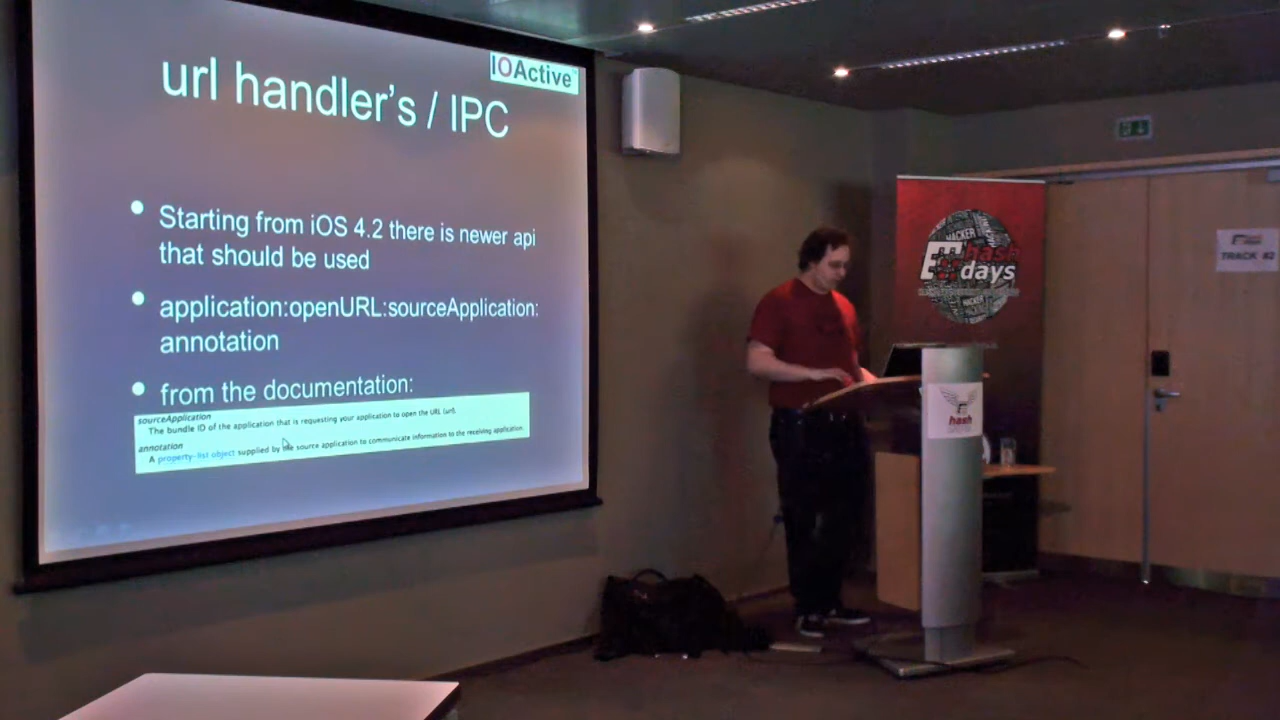 IOActive
url handler's / IPC
Starting from iOS 4.2 there is newer api
that should be used
application:openURL:sourceApplication:
annotation
from the documentation:
sourceApplication
The bundle ID of the application that is requesting your application to open the URL (url).
annotation
A property-list object supplied by the source application to communicate information to the receiving application.
HACKER
hash
days
HACKER
hash
TRACK #2
hash